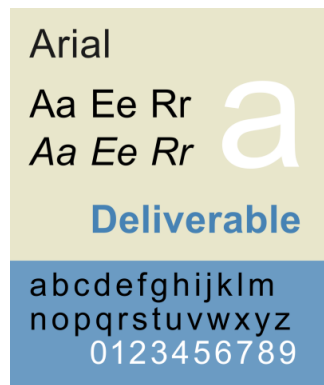 Arial
Aa Ee Rr
a
Aa Ee Rr
Deliverable
abcdefghijklm
nopqrstuvwxyz
0123456789